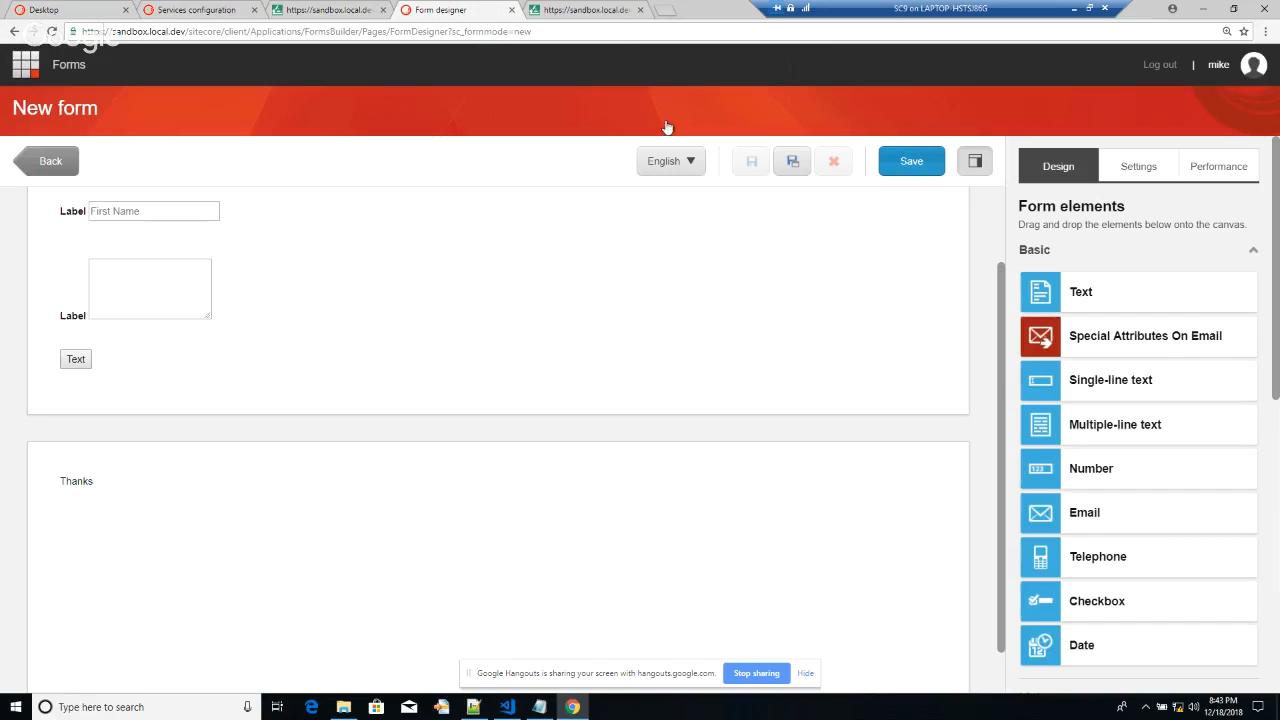 Desktop
Services configuration
https://sandbox.local.dev/
Form designer
https://sandbox.local.dev/
SC9 on LAPTOP-HSTSJ86G
https://sandbox.local.dev/sitecore/client/Applications/FormsBuilder/Pages/FormDesigner?sc_formmode=new
Google
Forms
Log out | mike
New form
Back
English
Save
Design
Settings
Performance
Label
First Name
Label
Text
Thanks
Form elements
Drag and drop the elements below onto the canvas.
Basic
Text
Special Attributes On Email
Single-line text
Multiple-line text
Number
Email
Telephone
Checkbox
Date
Google Hangouts is sharing your screen with hangouts.google.com.
Stop sharing
Hide
Type here to search
8:43 PM
12/18/2018